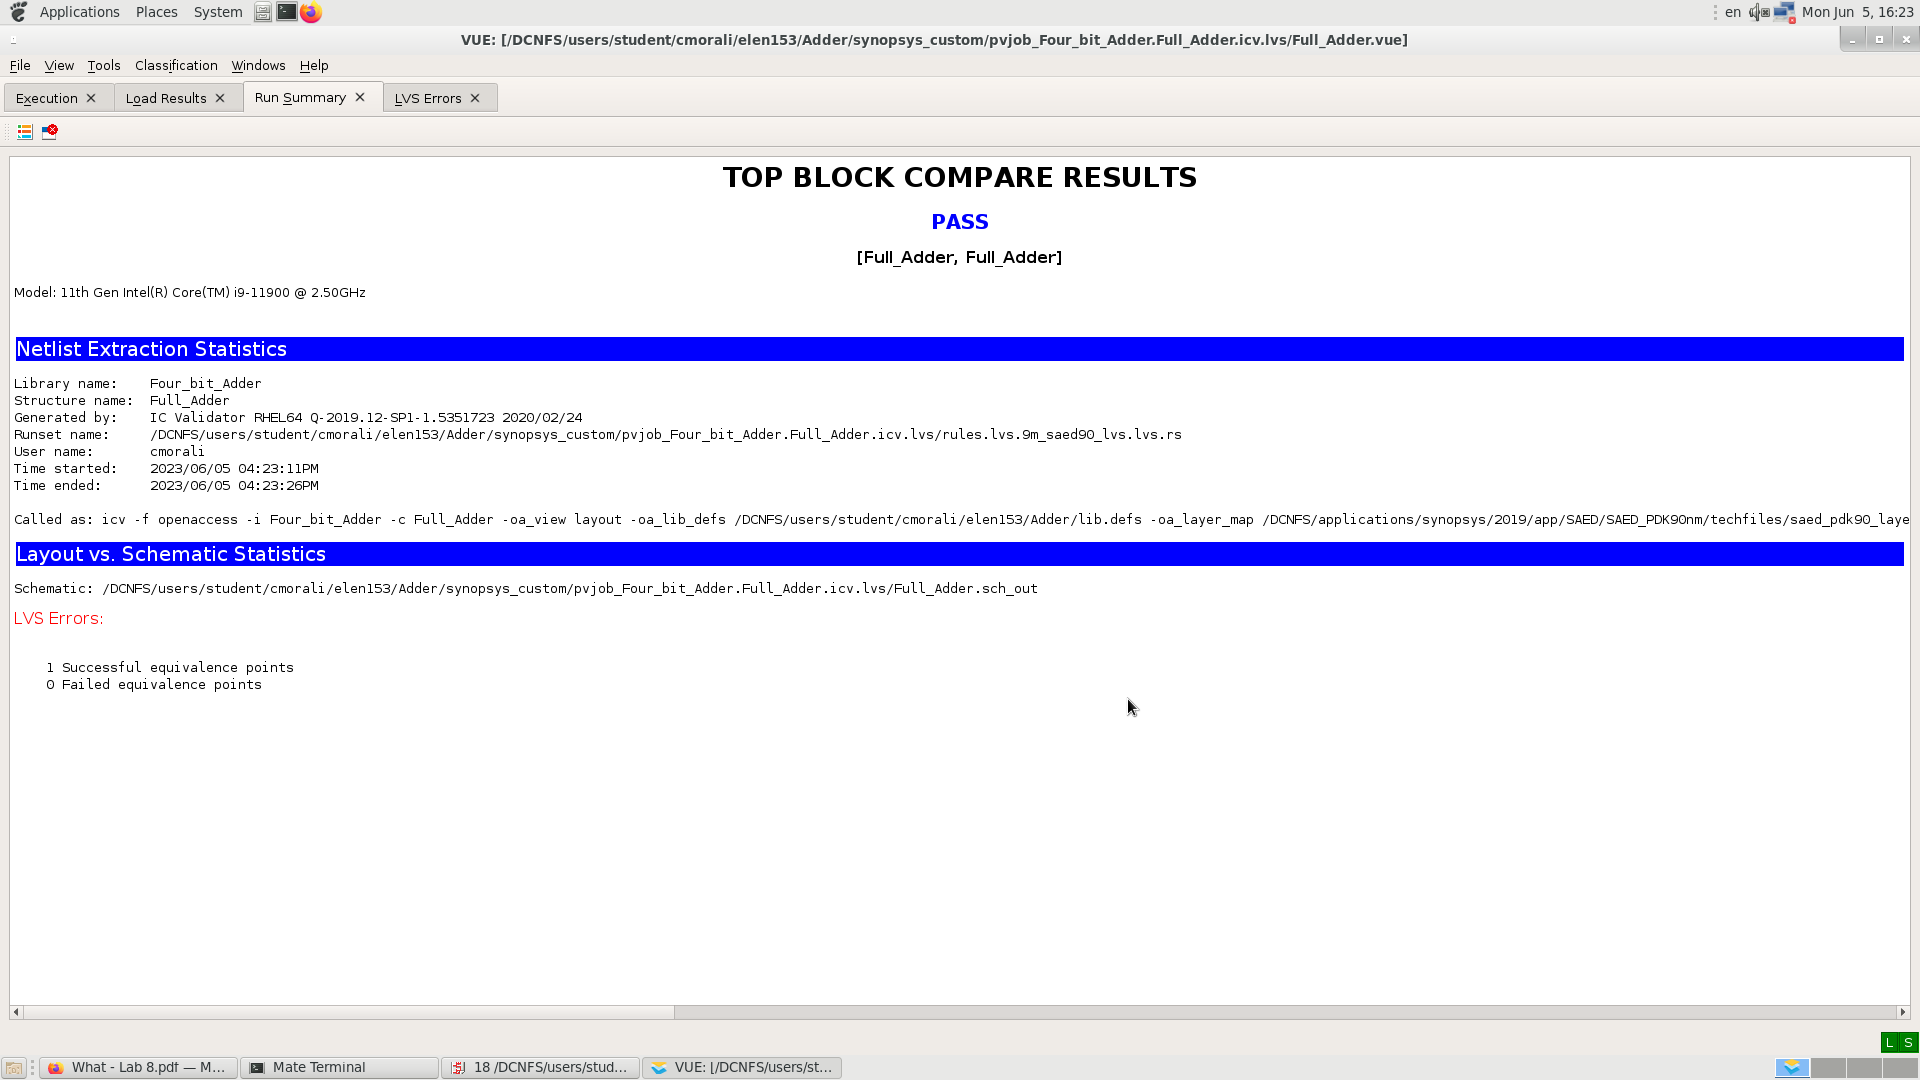 Applications Places System en Mon Jun 5, 16:23
VUE: [/DCNFS/users/student/cmorali/elen153/Adder/synopsys_custom/pvjob_Four_bit_Adder.Full_Adder.icv.lvs/Full_Adder.vue]
File View Tools Classification Windows Help
Execution Load Results Run Summary LVS Errors
TOP BLOCK COMPARE RESULTS
PASS
[Full_Adder, Full_Adder]
Model: 11th Gen Intel(R) Core(TM) i9-11900 @ 2.50GHz
Netlist Extraction Statistics
Library name: Four_bit_Adder
Structure name: Full_Adder
Generated by: IC Validator RHEL64 Q-2019.12-SP1-1.5351723 2020/02/24
Runset name: /DCNFS/users/student/cmorali/elen153/Adder/synopsys_custom/pvjob_Four_bit_Adder.Full_Adder.icv.lvs/rules.lvs.9m_saed90_lvs.lvs.rs
User name: cmorali
Time started: 2023/06/05 04:23:11PM
Time ended: 2023/06/05 04:23:26PM
Called as: icv -f openaccess -i Four_bit_Adder -c Full_Adder -oa_view layout -oa_lib_defs /DCNFS/users/student/cmorali/elen153/Adder/lib.defs -oa_layer_map /DCNFS/applications/synopsys/2019/app/SAED/SAED_PDK90nm/techfiles/saed_pdk90_laye
Layout vs. Schematic Statistics
Schematic: /DCNFS/users/student/cmorali/elen153/Adder/synopsys_custom/pvjob_Four_bit_Adder.Full_Adder.icv.lvs/Full_Adder.sch_out
LVS Errors:
1 Successful equivalence points
0 Failed equivalence points
L S
What - Lab 8.pdf — M... Mate Terminal 18 /DCNFS/users/stud... VUE: [/DCNFS/users/st...